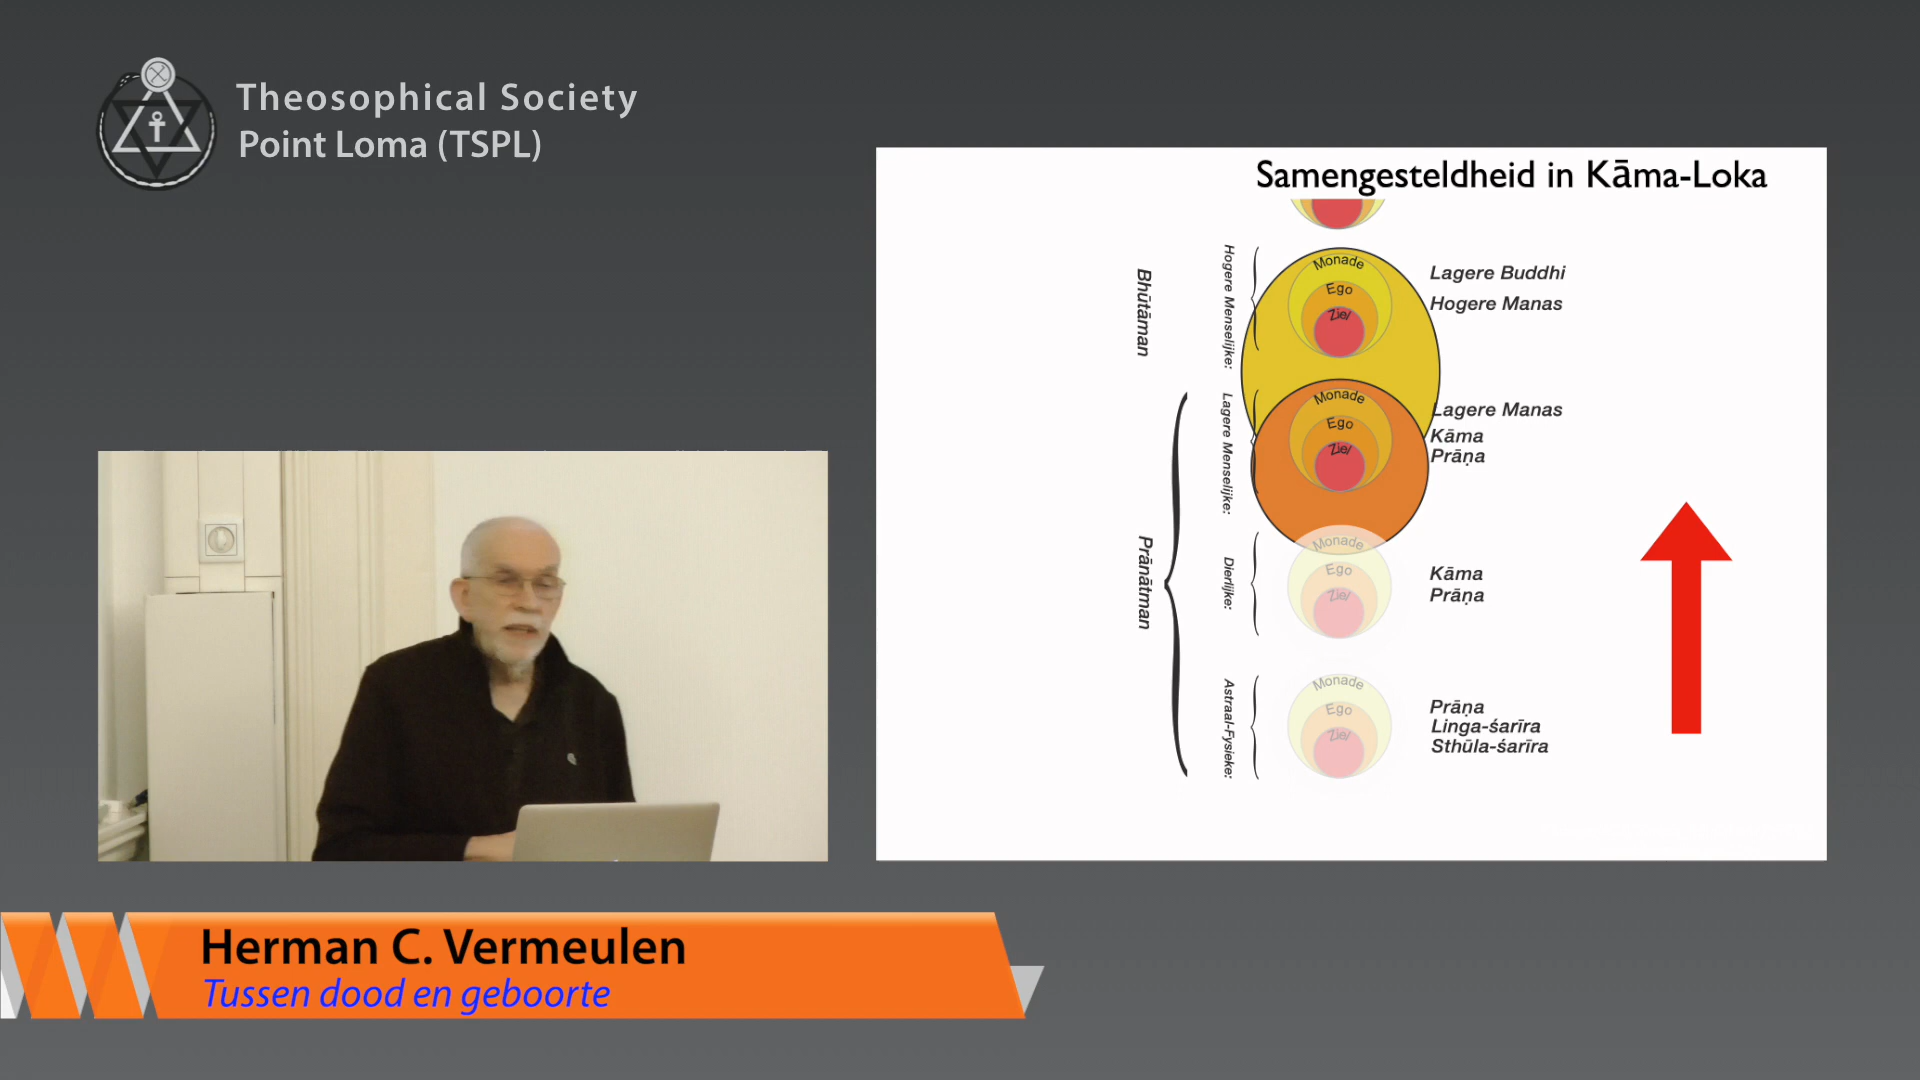 Theosophical Society
Point Loma (TSPL)
Samengesteldheid in Kāma-Loka
Bhūtāman
Hogere Menselijke:
Monade
Ego
Ziel
Lagere Buddhi
Hogere Manas
Prānātman
Lagere Menselijke:
Monade
Ego
Ziel
Lagere Manas
Kāma
Prāṇa
Dierlijke:
Monade
Ego
Ziel
Kāma
Prāṇa
Astraal-Fysieke:
Monade
Ego
Ziel
Prāṇa
Linga-śarīra
Sthūla-śarīra
Herman C. Vermeulen
Tussen dood en geboorte